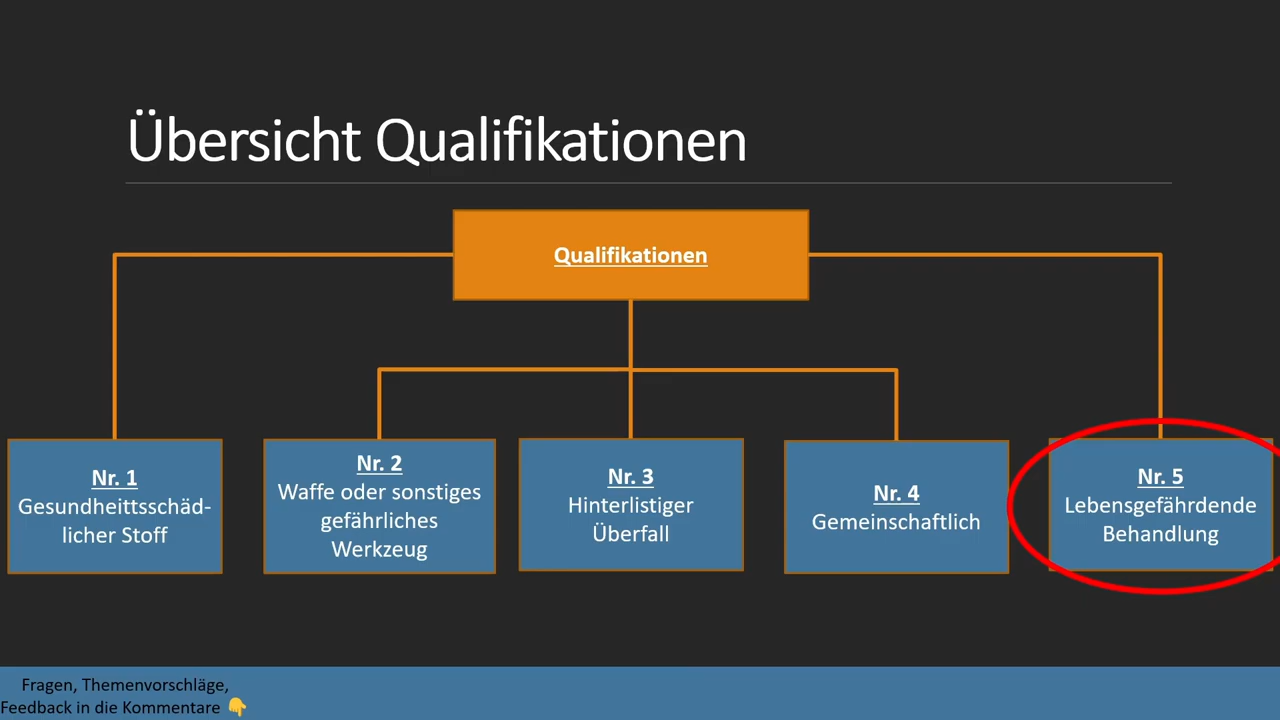 Übersicht Qualifikationen
Qualifikationen
Nr. 1
Gesundheittsschäd-
licher Stoff
Nr. 2
Waffe oder sonstiges
gefährliches
Werkzeug
Nr. 3
Hinterlistiger
Überfall
Nr. 4
Gemeinschaftlich
Nr. 5
Lebensgefährdende
Behandlung
Fragen, Themenvorschläge,
Feedback in die Kommentare 👇